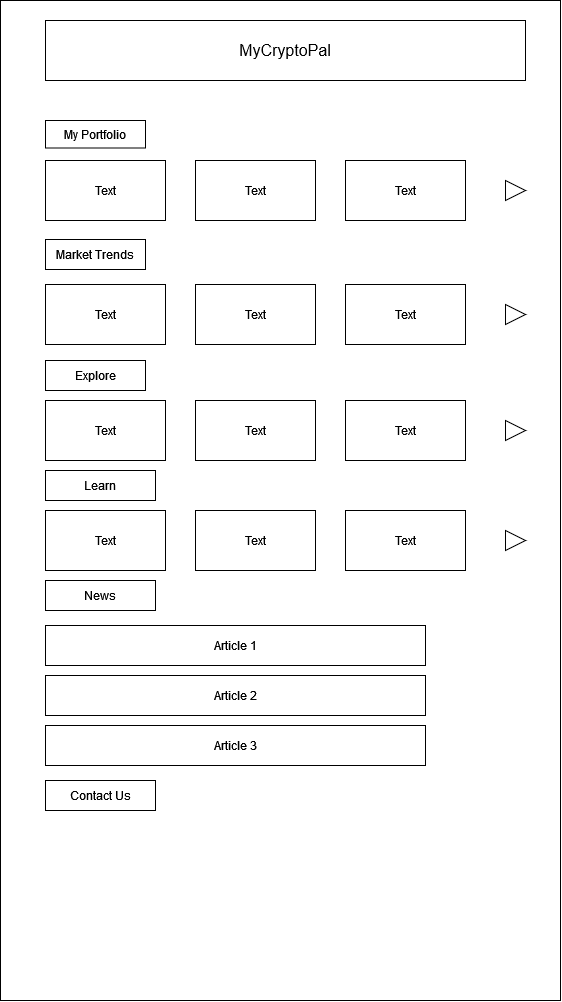 MyCryptoPal
My Portfolio
Text
Text
Text
Market Trends
Text
Text
Text
Explore
Text
Text
Text
Learn
Text
Text
Text
News
Article 1
Article 2
Article 3
Contact Us